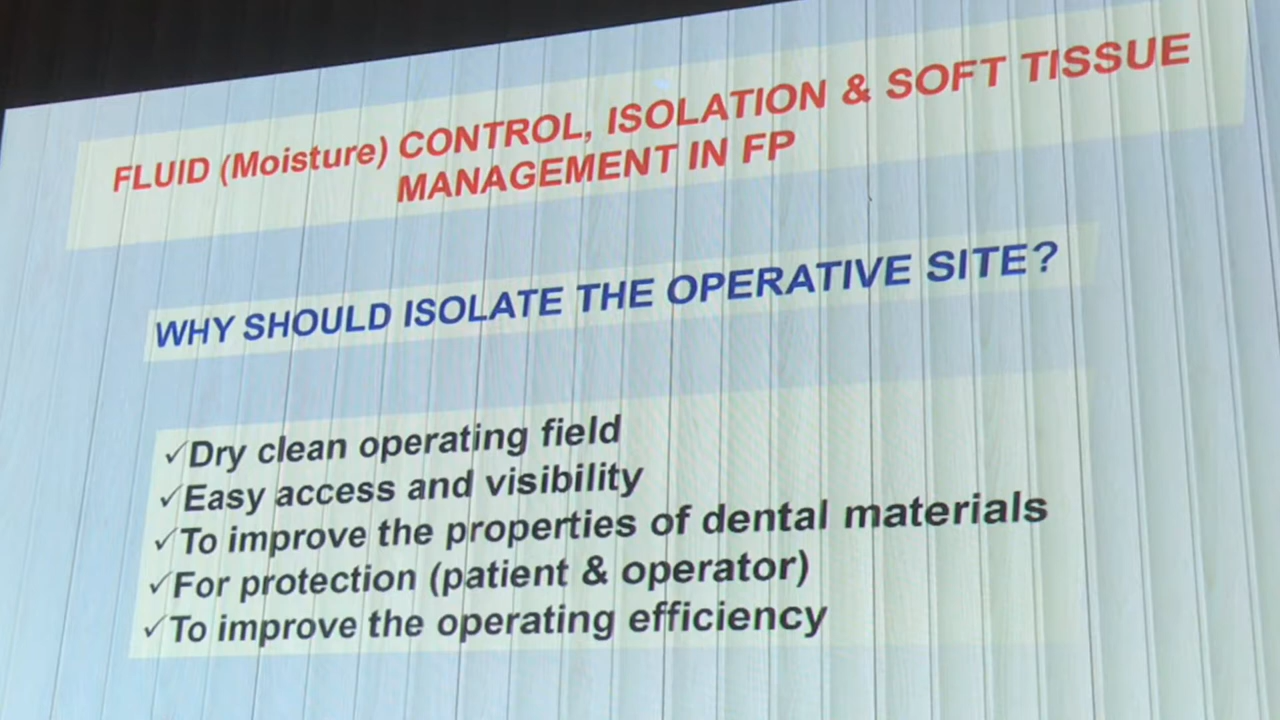 FLUID (Moisture) CONTROL, ISOLATION & SOFT TISSUE
MANAGEMENT IN FP
WHY SHOULD ISOLATE THE OPERATIVE SITE?
✓Dry clean operating field
✓Easy access and visibility
✓To improve the properties of dental materials
✓For protection (patient & operator)
✓To improve the operating efficiency